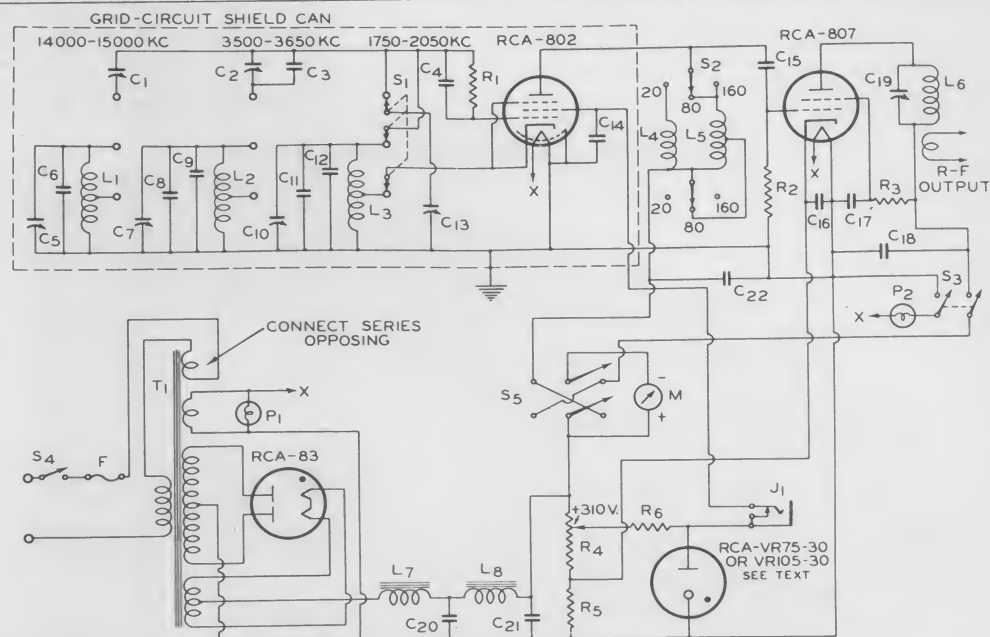 GRID-CIRCUIT SHIELD CAN
14000-15000 KC 3500-3650 KC 1750-2050 KC
RCA-802
RCA-807
C1
C2
C3
C4
S1
R1
S2
C15
C19
L6
20
160
80
L4
L5
C14
X
X
R-F
OUTPUT
C6
L1
C8
C9
L2
C11
C12
L3
C5
C7
C10
C13
20
160
80
R2
C16
C17
R3
C18
C22
S3
P2
X
CONNECT SERIES
OPPOSING
T1
X
P1
S5
-
M
+
S4
F
RCA-83
+310 V.
R4
R6
J1
RCA-VR75-30
OR VR105-30
SEE TEXT
L7
L8
C20
C21
R5